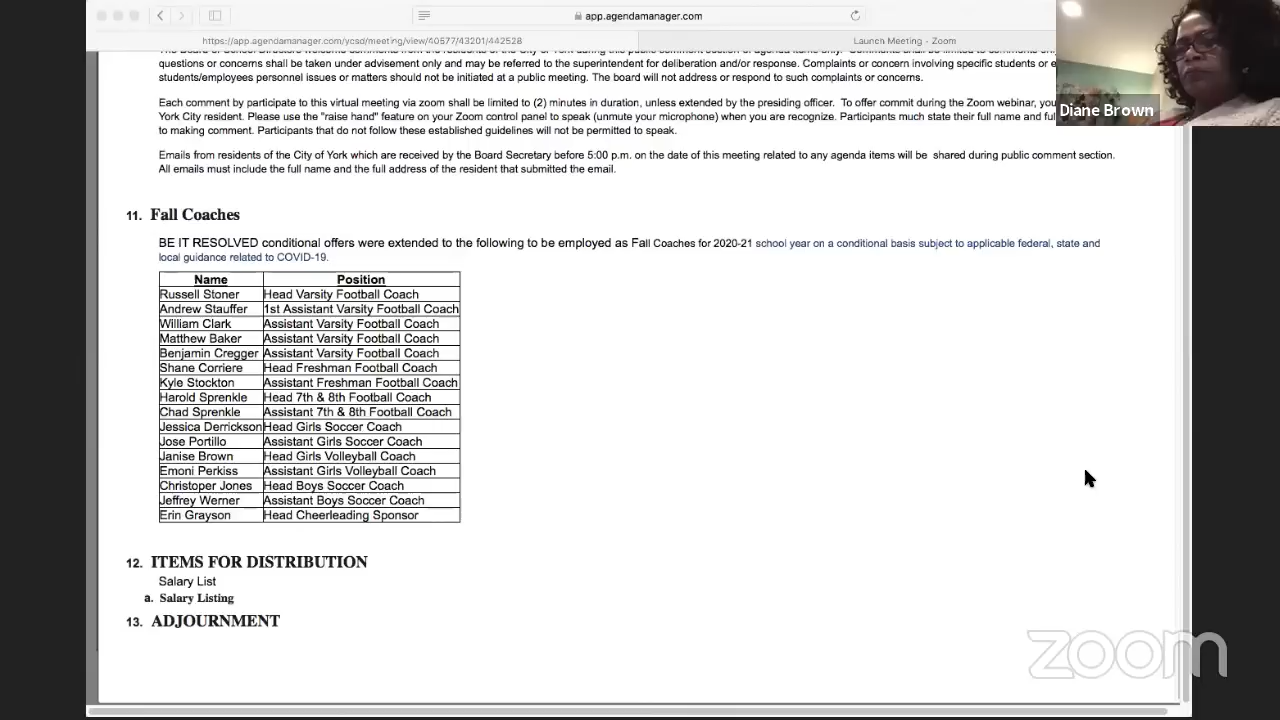 app.agendamanager.com
https://app.agendamanager.com/ycsd/meeting/view/40577/43201/442528
Launch Meeting - Zoom
questions or concerns shall be taken under advisement only and may be referred to the superintendent for deliberation and/or response. Complaints or concern involving specific students or
students/employees personnel issues or matters should not be initiated at a public meeting. The board will not address or respond to such complaints or concerns.
Each comment by participate to this virtual meeting via zoom shall be limited to (2) minutes in duration, unless extended by the presiding officer. To offer commit during the Zoom webinar, you
York City resident. Please use the "raise hand" feature on your Zoom control panel to speak (unmute your microphone) when you are recognize. Participants much state their full name and
to making comment. Participants that do not follow these established guidelines will not be permitted to speak.
Emails from residents of the City of York which are received by the Board Secretary before 5:00 p.m. on the date of this meeting related to any agenda items will be shared during public comment section.
All emails must include the full name and the full address of the resident that submitted the email.
Diane Brown
11. Fall Coaches
BE IT RESOLVED conditional offers were extended to the following to be employed as Fall Coaches for 2020-21 school year on a conditional basis subject to applicable federal, state and
local guidance related to COVID-19.
Name Position
Russell Stoner Head Varsity Football Coach
Andrew Stauffer 1st Assistant Varsity Football Coach
William Clark Assistant Varsity Football Coach
Matthew Baker Assistant Varsity Football Coach
Benjamin Cregger Assistant Varsity Football Coach
Shane Corriere Head Freshman Football Coach
Kyle Stockton Assistant Freshman Football Coach
Harold Sprenkle Head 7th & 8th Football Coach
Chad Sprenkle Assistant 7th & 8th Football Coach
Jessica Derrickson Head Girls Soccer Coach
Jose Portillo Assistant Girls Soccer Coach
Janise Brown Head Girls Volleyball Coach
Emoni Perkiss Assistant Girls Volleyball Coach
Christoper Jones Head Boys Soccer Coach
Jeffrey Werner Assistant Boys Soccer Coach
Erin Grayson Head Cheerleading Sponsor
12. ITEMS FOR DISTRIBUTION
Salary List
a. Salary Listing
13. ADJOURNMENT
zoom